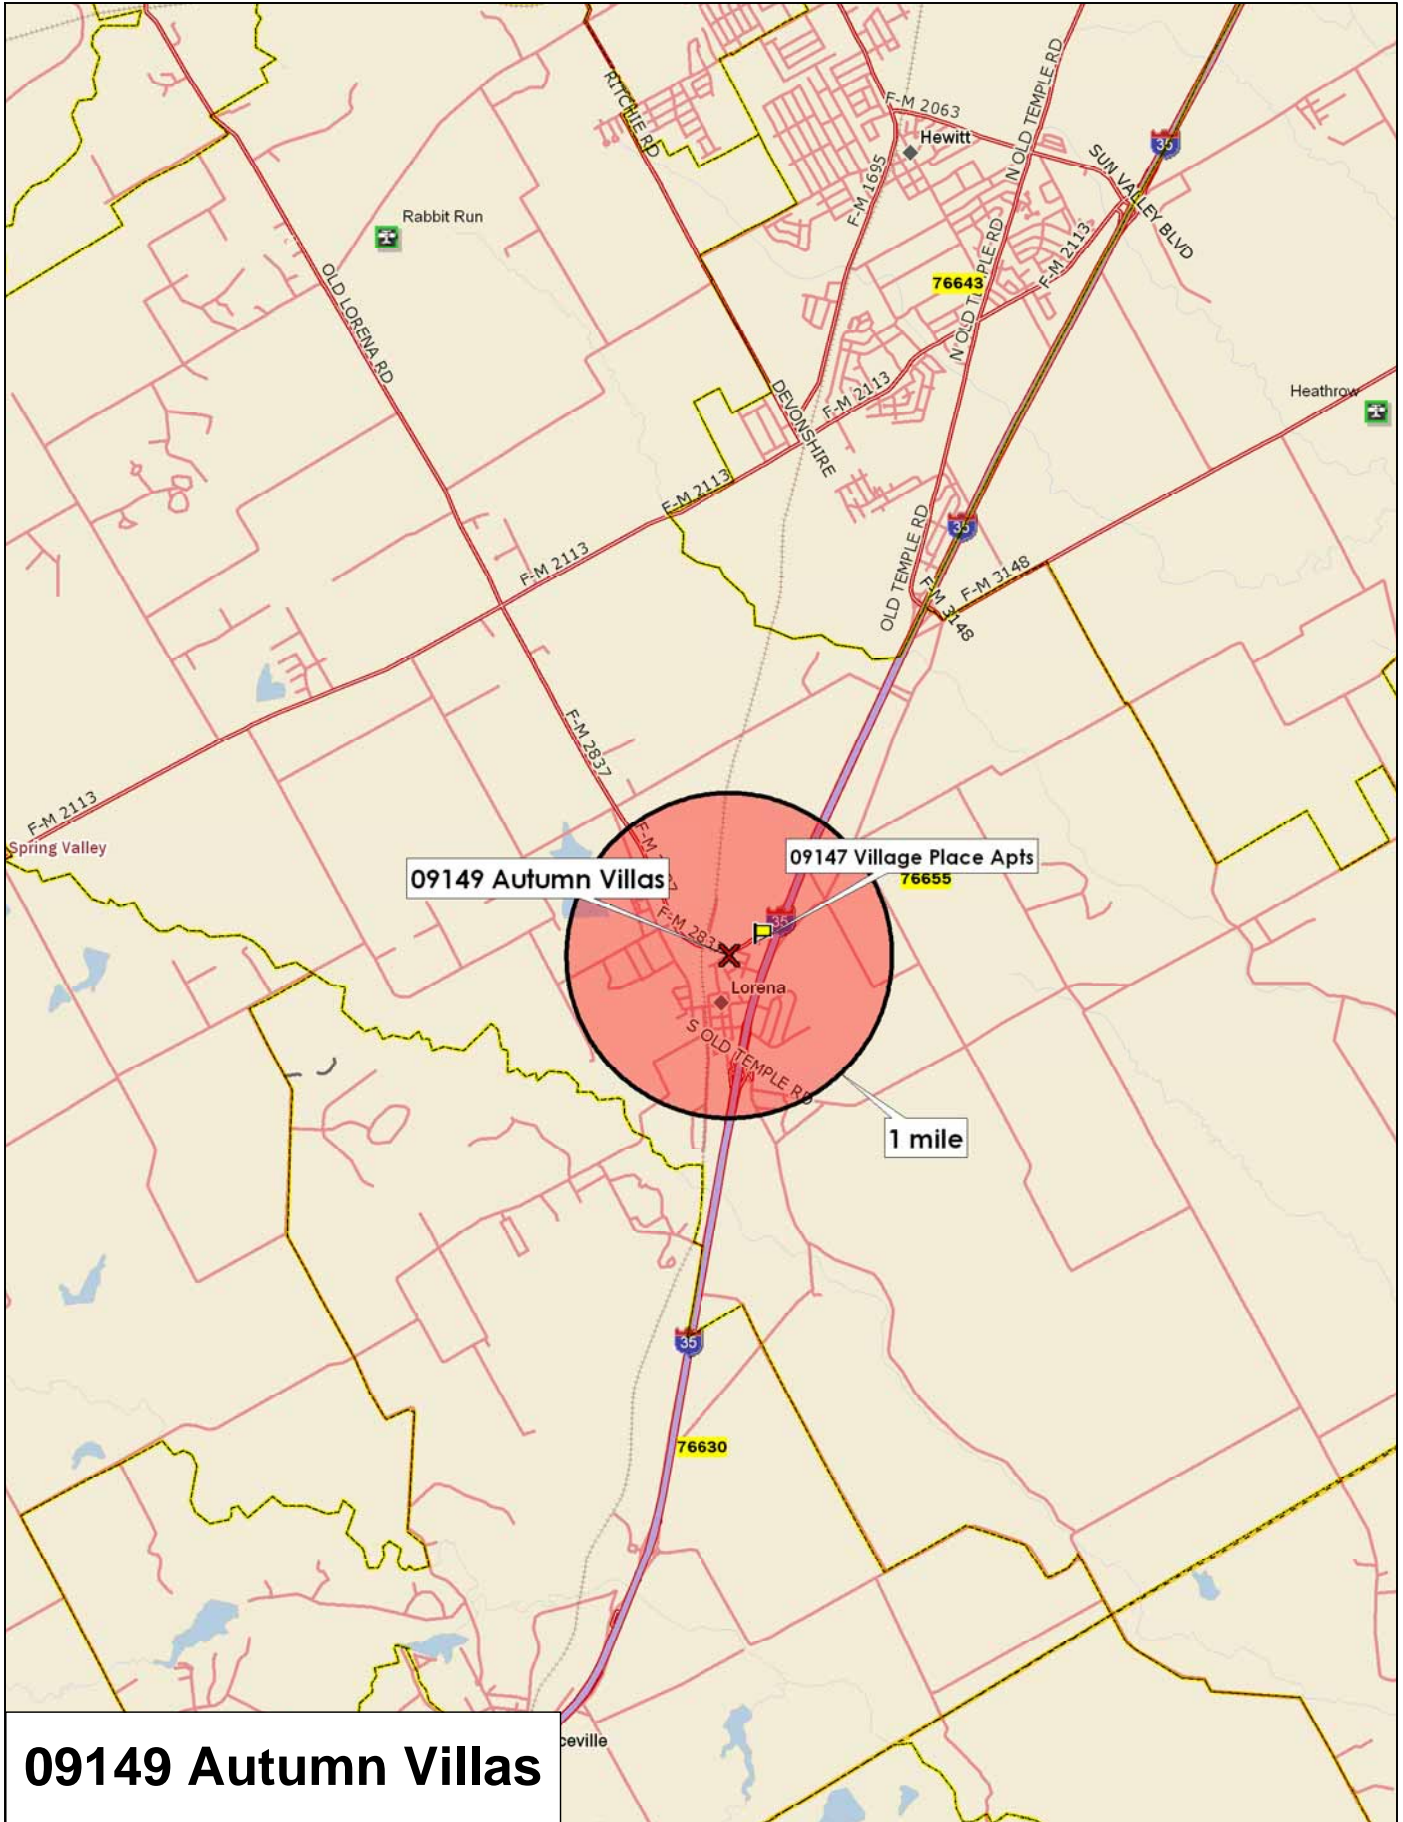 RITCHIE RD
F-M 2063
Hewitt
N OLD TEMPLE RD
35
SUN VALLEY BLVD
F-M 1695
Rabbit Run
N OLD TEMPLE RD
F-M 2113
76643
OLD LORENA RD
Heathrow
DEVONSHIRE
F-M 2113
F-M 2113
OLD TEMPLE RD
35
F-M 2113
F-M 3148
F-M 3148
F-M 2837
F-M 2113
Spring Valley
09147 Village Place Apts
09149 Autumn Villas
76655
35
Lorena
S OLD TEMPLE RD
1 mile
35
76630
ceville
09149 Autumn Villas